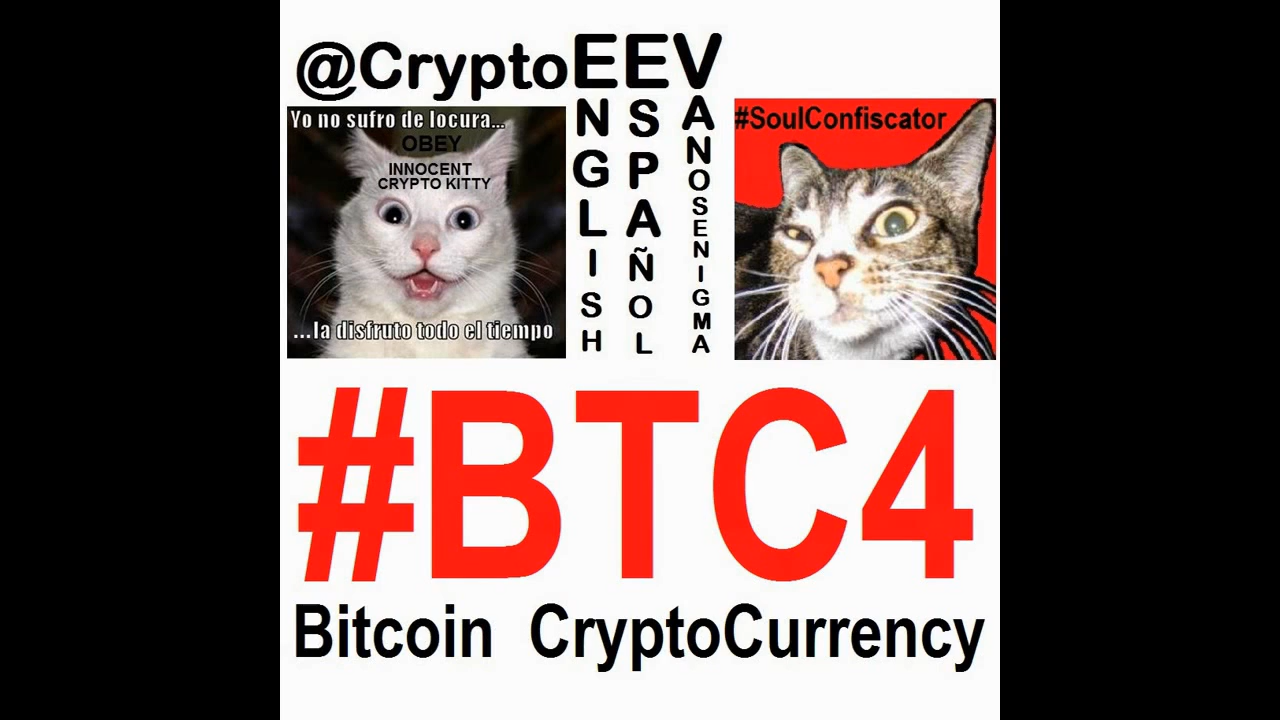 @CryptoEEV
ENGLISH
ESPAÑOL
VANOSENIGMA
Yo no sufro de locura...
OBEY
INNOCENT
CRYPTO KITTY
...la disfruto todo el tiempo
#SoulConfiscator
#BTC4
Bitcoin CryptoCurrency